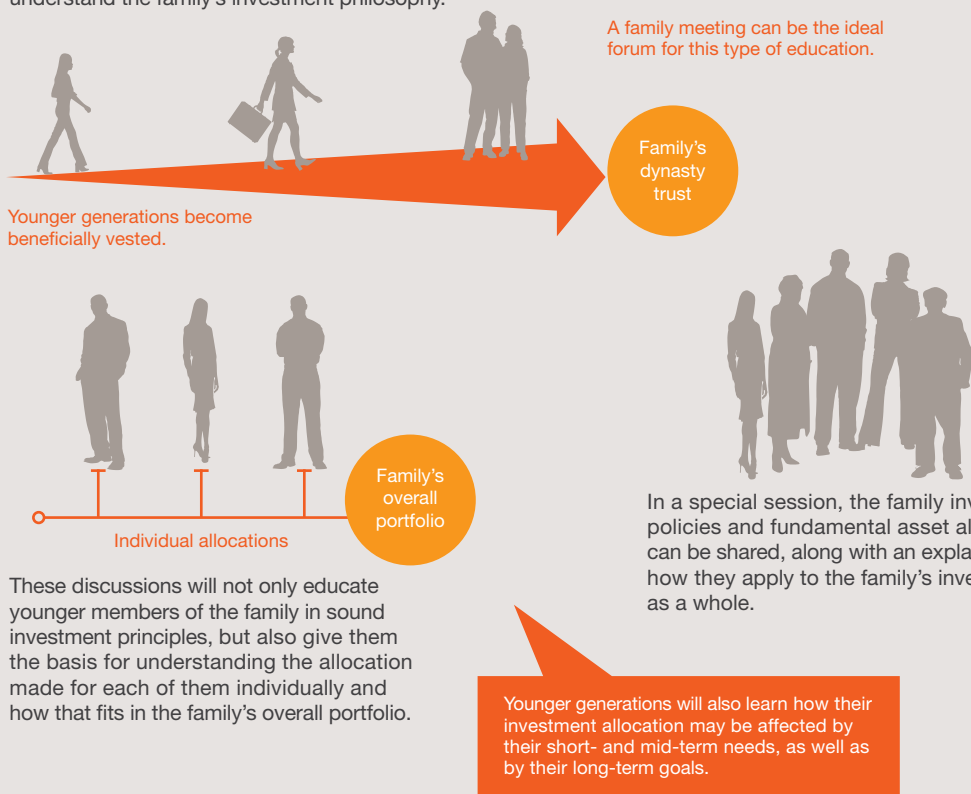 understand the family's investment philosophy.
A family meeting can be the ideal
forum for this type of education.
Family's
dynasty
trust
Younger generations become
beneficially vested.
Family's
overall
portfolio
Individual allocations
These discussions will not only educate
younger members of the family in sound
investment principles, but also give them
the basis for understanding the allocation
made for each of them individually and
how that fits in the family's overall portfolio.
In a special session, the family
policies and fundamental asset
can be shared, along with an
how they apply to the family's
as a whole.
Younger generations will also learn how their
investment allocation may be affected by
their short- and mid-term needs, as well as
by their long-term goals.